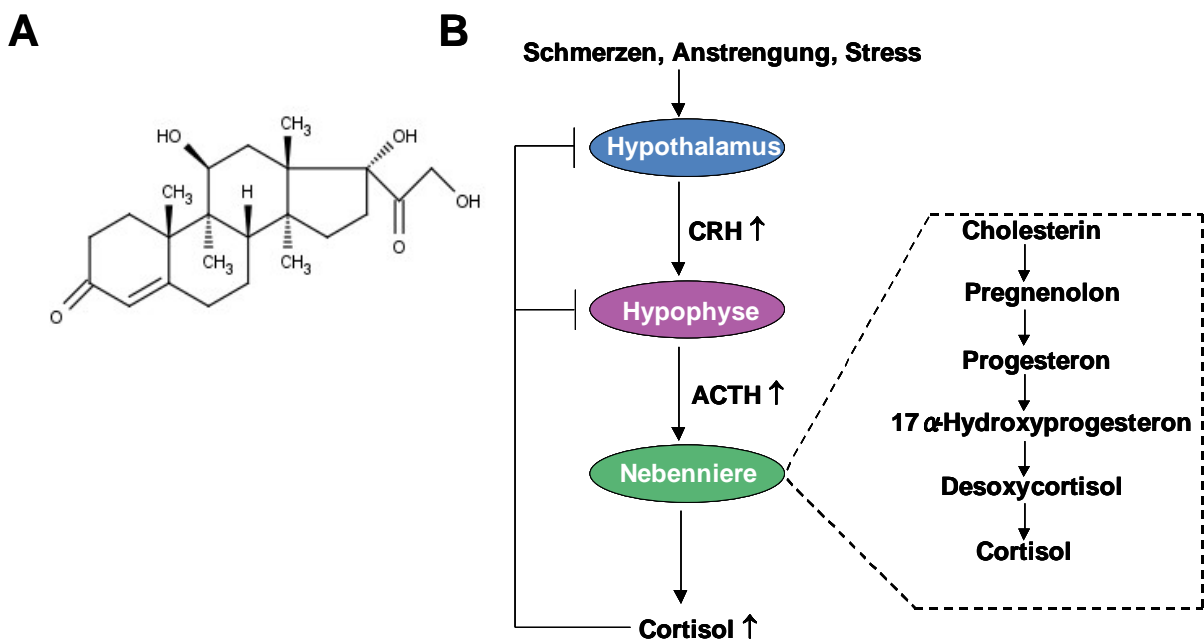 A
HO
CH₃
OH
CH₃
H
OH
O
CH₃
CH₃
O
B
Schmerzen, Anstrengung, Stress
Hypothalamus
CRH ↑
Hypophyse
ACTH ↑
Nebenniere
Cortisol ↑
Cholesterin
Pregnenolon
Progesteron
17 α-Hydroxyprogesteron
Desoxycortisol
Cortisol